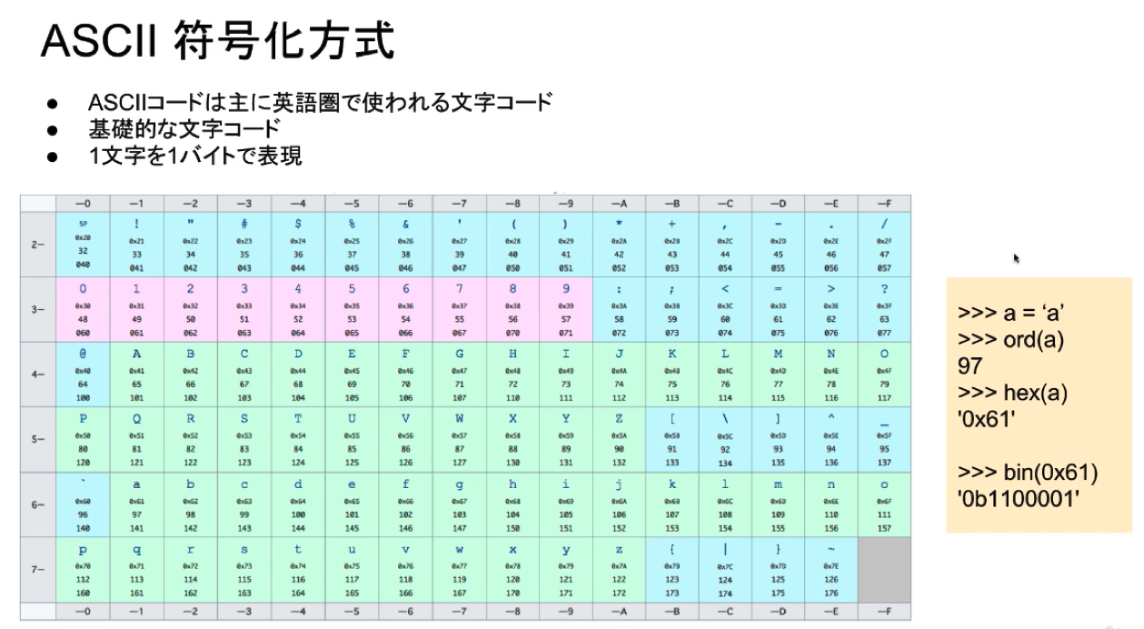 ASCII 符号化方式
● ASCIIコードは主に英語圏で使われる文字コード
● 基礎的な文字コード
● 1文字を1バイトで表現
—0 —1 —2 —3 —4 —5 —6 —7 —8 —9 —A —B —C —D —E —F
2— SP ! " # $ % & ' ( ) * + , - . /
0x20 0x21 0x22 0x23 0x24 0x25 0x26 0x27 0x28 0x29 0x2A 0x2B 0x2C 0x2D 0x2E 0x2F
32 33 34 35 36 37 38 39 40 41 42 43 44 45 46 47
040 041 042 043 044 045 046 047 050 051 052 053 054 055 056 057
3— 0 1 2 3 4 5 6 7 8 9 : ; < = > ?
0x30 0x31 0x32 0x33 0x34 0x35 0x36 0x37 0x38 0x39 0x3A 0x3B 0x3C 0x3D 0x3E 0x3F
48 49 50 51 52 53 54 55 56 57 58 59 60 61 62 63
060 061 062 063 064 065 066 067 070 071 072 073 074 075 076 077
4— @ A B C D E F G H I J K L M N O
0x40 0x41 0x42 0x43 0x44 0x45 0x46 0x47 0x48 0x49 0x4A 0x4B 0x4C 0x4D 0x4E 0x4F
64 65 66 67 68 69 70 71 72 73 74 75 76 77 78 79
100 101 102 103 104 105 106 107 110 111 112 113 114 115 116 117
5— P Q R S T U V W X Y Z [ \ ] ^ _
0x50 0x51 0x52 0x53 0x54 0x55 0x56 0x57 0x58 0x59 0x5A 0x5B 0x5C 0x5D 0x5E 0x5F
80 81 82 83 84 85 86 87 88 89 90 91 92 93 94 95
120 121 122 123 124 125 126 127 130 131 132 133 134 135 136 137
6— ` a b c d e f g h i j k l m n o
0x60 0x61 0x62 0x63 0x64 0x65 0x66 0x67 0x68 0x69 0x6A 0x6B 0x6C 0x6D 0x6E 0x6F
96 97 98 99 100 101 102 103 104 105 106 107 108 109 110 111
140 141 142 143 144 145 146 147 150 151 152 153 154 155 156 157
7— p q r s t u v w x y z { | } ~
0x70 0x71 0x72 0x73 0x74 0x75 0x76 0x77 0x78 0x79 0x7A 0x7B 0x7C 0x7D 0x7E
112 113 114 115 116 117 118 119 120 121 122 123 124 125 126
160 161 162 163 164 165 166 167 170 171 172 173 174 175 176
—0 —1 —2 —3 —4 —5 —6 —7 —8 —9 —A —B —C —D —E —F
>>> a = ‘a’
>>> ord(a)
97
>>> hex(a)
'0x61'
>>> bin(0x61)
'0b1100001'